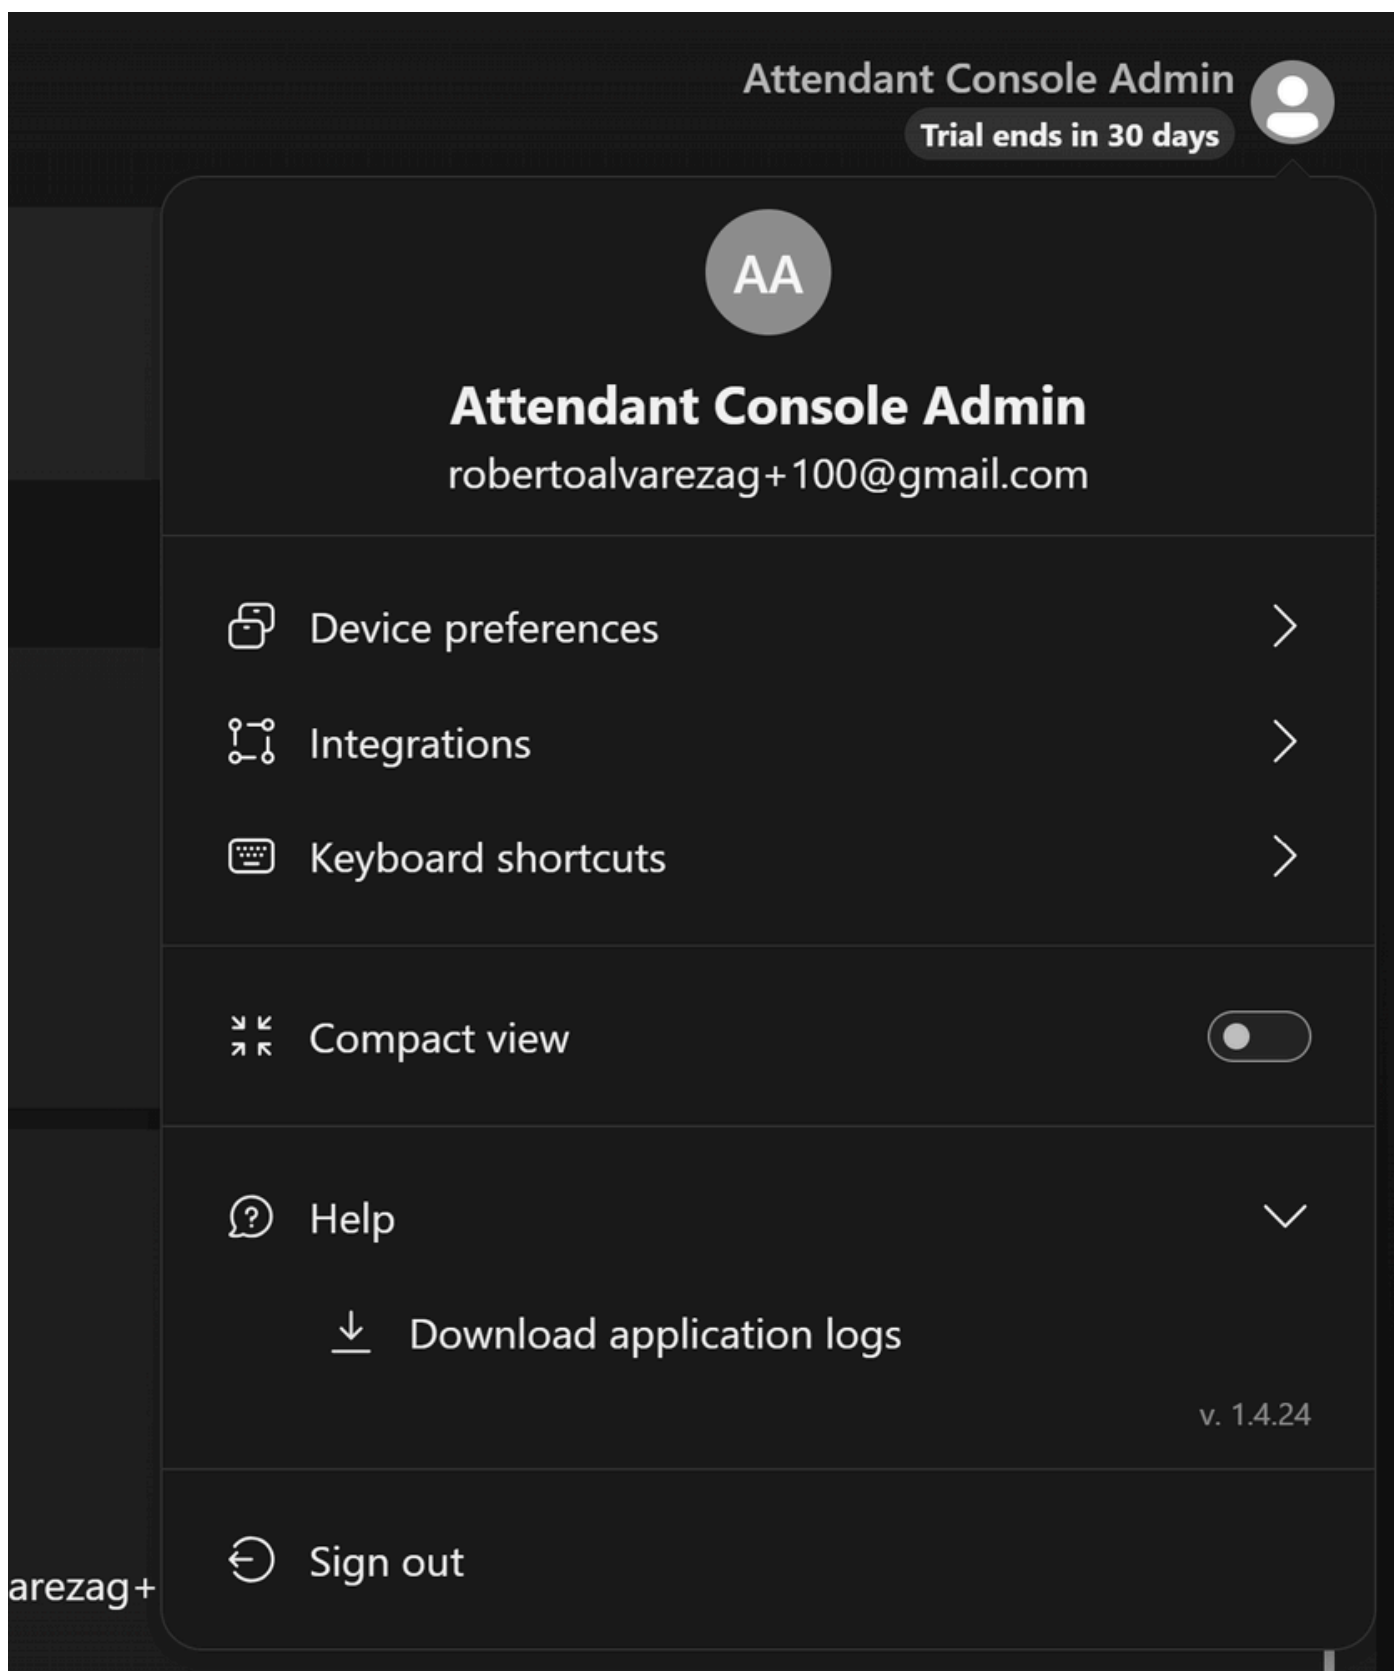 Attendant Console Admin
Trial ends in 30 days
AA
Attendant Console Admin
robertoalvarezag+100@gmail.com
Device preferences
Integrations
Keyboard shortcuts
Compact view
Help
Download application logs
v. 1.4.24
Sign out
arezag+